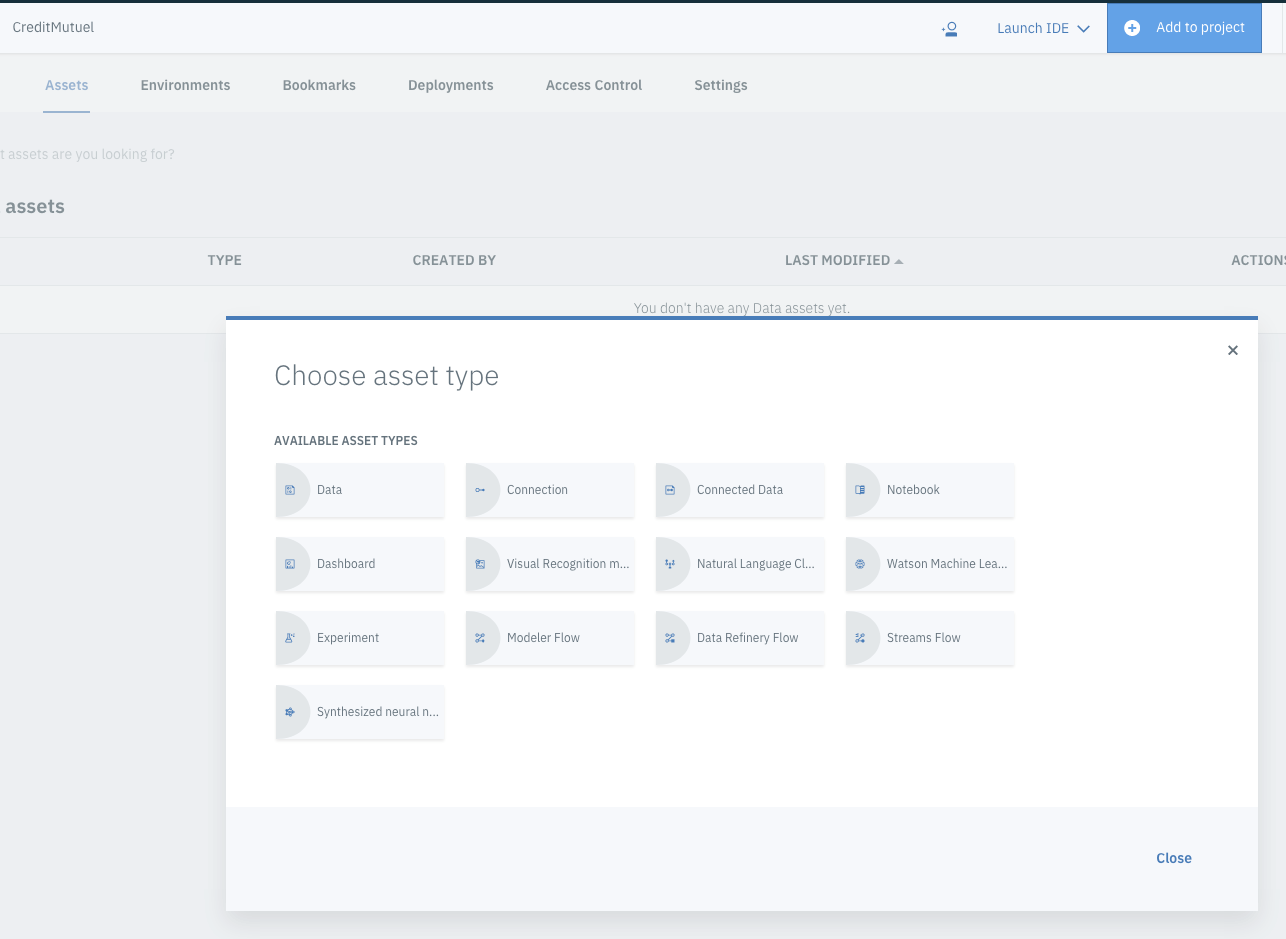 CreditMutuel Launch IDE Add to project
Assets Environments Bookmarks Deployments Access Control Settings
t assets are you looking for?
assets
TYPE CREATED BY LAST MODIFIED ACTIONS
You don't have any Data assets yet.
Choose asset type
AVAILABLE ASSET TYPES
Data Connection Connected Data Notebook
Dashboard Visual Recognition m... Natural Language Cl... Watson Machine Lea...
Experiment Modeler Flow Data Refinery Flow Streams Flow
Synthesized neural n...
Close